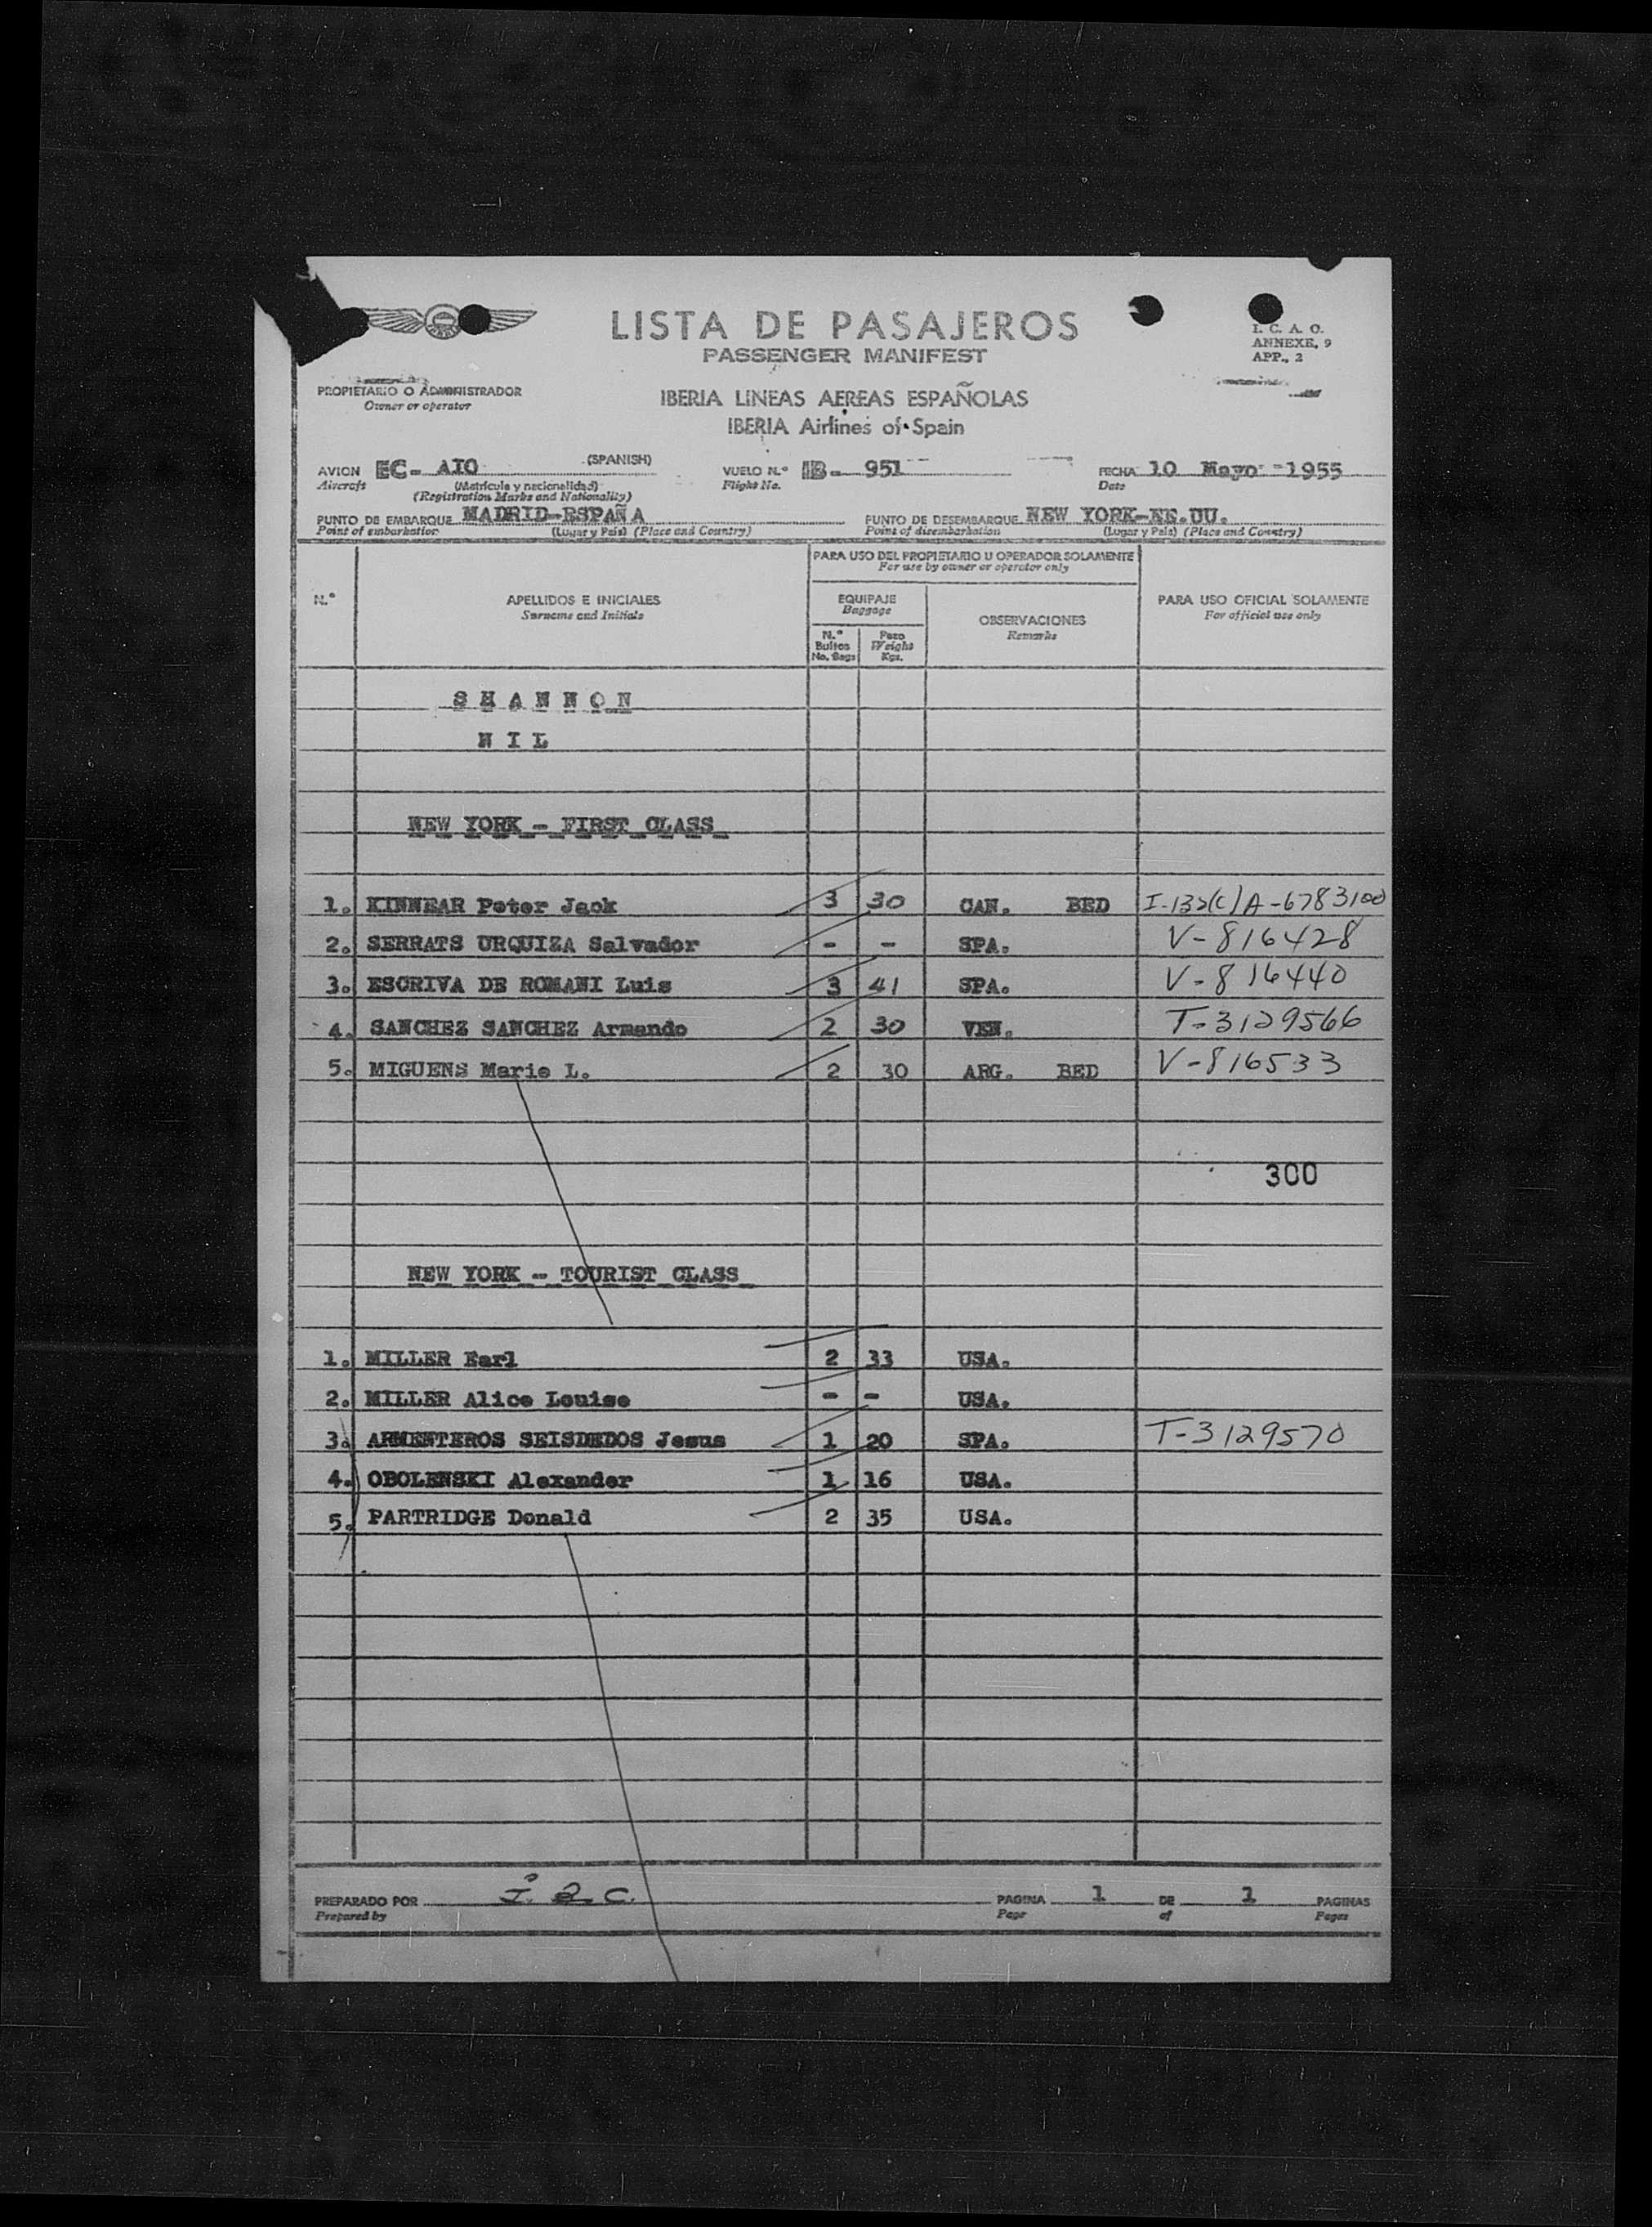 LISTA DE PASAJEROS
PASSENGER MANIFEST
I. C. A. O.
ANNEXE, 9
APP., 2
PROPIETARIO O ADMINISTRADOR
Owner or operator
IBERIA LINEAS AEREAS ESPAÑOLAS
IBERIA Airlines of Spain
AVION EC- AIO (SPANISH) VUELO N.º IB- 951 FECHA 10 Mayo -1955
Aircraft (Matrícula y nacionalidad) Flight No. Date
(Registration Marks and Nationality)
PUNTO DE EMBARQUE MADRID-ESPAÑA PUNTO DE DESEMBARQUE NEW YORK-EE.UU.
Point of embarkation (Lugar y País) (Place and Country) Point of disembarkation (Lugar y País) (Place and Country)
PARA USO DEL PROPIETARIO U OPERADOR SOLAMENTE
For use by owner or operator only
N.º APELLIDOS E INICIALES EQUIPAJE OBSERVACIONES PARA USO OFICIAL SOLAMENTE
Surname and Initials Baggage Remarks For official use only
N.º Bultos Peso
No. Bags Weight Kgs.
SHANNON
NIL
NEW YORK - FIRST CLASS
1. KINNEAR Peter Jack 3 30 CAN. BED I-132(c)A-6783100
2. SERRATS URQUIZA Salvador - - SPA. V-816428
3. ESCRIVA DE ROMANI Luis 3 41 SPA. V-816440
4. SANCHEZ SANCHEZ Armando 2 30 VEN. T-3129566
5. MIGUENS Marie L. 2 30 ARG. BED V-816533
300
NEW YORK - TOURIST CLASS
1. MILLER Earl 2 33 USA.
2. MILLER Alice Louise - - USA.
3. ARMENTEROS SEISDEDOS Jesus 1 20 SPA. T-3129570
4. OBOLENSKI Alexander 1 16 USA.
5. PARTRIDGE Donald 2 35 USA.
PREPARADO POR PAGINA 1 DE 1 PAGINAS
Prepared by Page of Pages